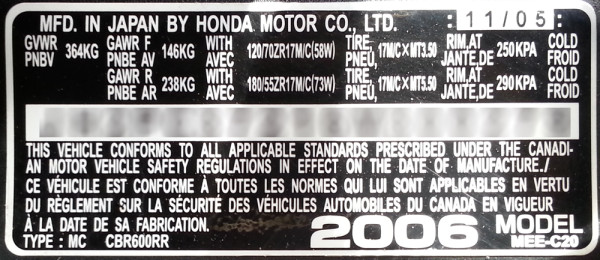 MFD. IN JAPAN BY HONDA MOTOR CO., LTD. : 11/05 :
GVWR PNBV 364KG GAWR F PNBE AV 146KG WITH AVEC 120/70ZR17M/C(58W) TIRE, PNEU, 17M/C×MT3.50 RIM,AT JANTE,DE 250KPA COLD FROID
GAWR R PNBE AR 238KG WITH AVEC 180/55ZR17M/C(73W) TIRE, PNEU, 17M/C×MT5.50 RIM,AT JANTE,DE 290KPA COLD FROID
THIS VEHICLE CONFORMS TO ALL APPLICABLE STANDARDS PRESCRIBED UNDER THE CANADI-
AN MOTOR VEHICLE SAFETY REGULATIONS IN EFFECT ON THE DATE OF MANUFACTURE./
CE VÉHICULE EST CONFORME À TOUTES LES NORMES QUI LUI SONT APPLICABLES EN VERTU
DU RÈGLEMENT SUR LA SÉCURITÉ DES VÉHICULES AUTOMOBILES DU CANADA EN VIGUEUR
À LA DATE DE SA FABRICATION.
TYPE : MC CBR600RR
2006 MODEL
MEE-C20